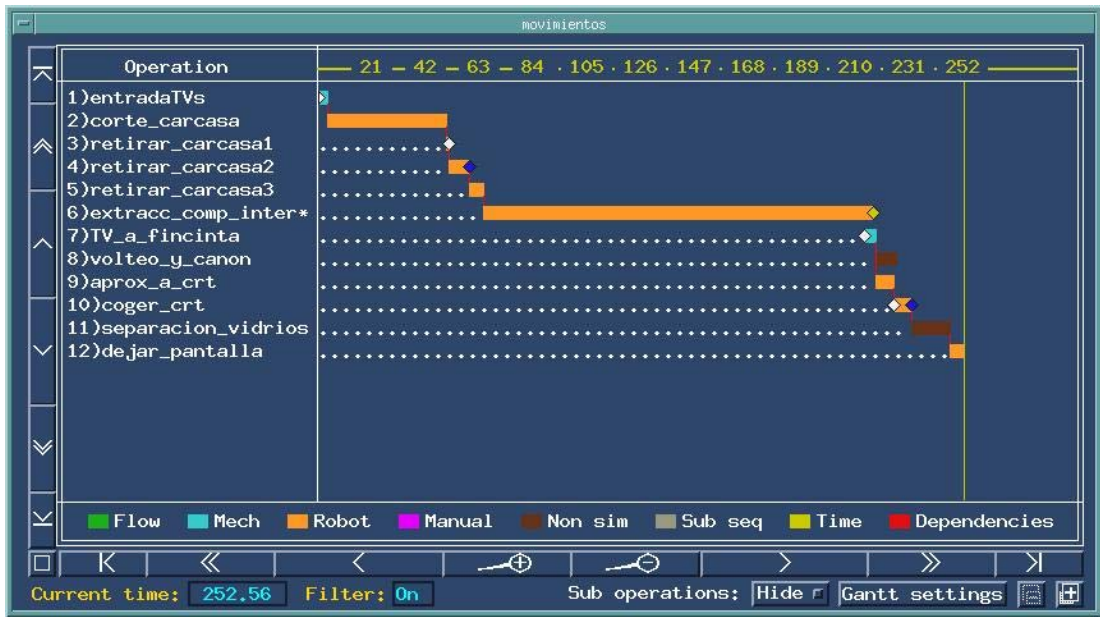 movimientos
Operation 21 42 63 84 105 126 147 168 189 210 231 252
1)entradaTVs
2)corte_carcasa
3)retirar_carcasa1
4)retirar_carcasa2
5)retirar_carcasa3
6)extracc_comp_inter*
7)TV_a_fincinta
8)volteo_y_canon
9)aprox_a_crt
10)coger_crt
11)separacion_vidrios
12)dejar_pantalla
Flow Mech Robot Manual Non sim Sub seq Time Dependencies
Current time: 252.56 Filter: On Sub operations: Hide Gantt settings